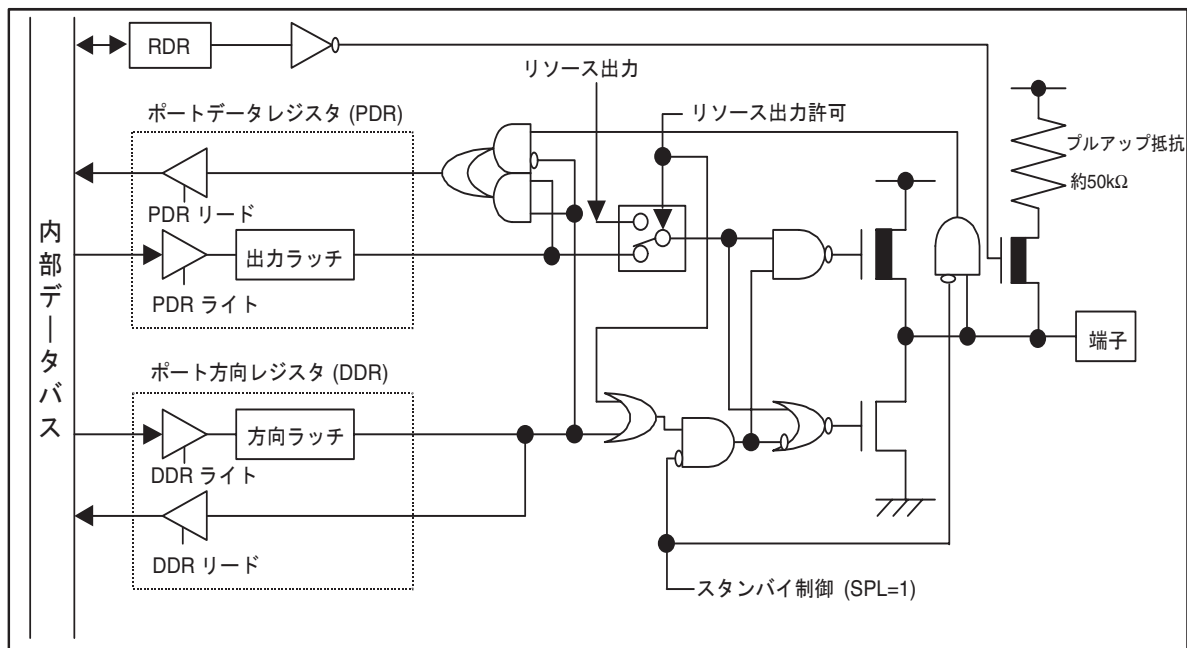 RDR
リソース出力
ポートデータレジスタ (PDR)
リソース出力許可
プルアップ抵抗
約50kΩ
PDR リード
内部データバス
出力ラッチ
PDR ライト
端子
ポート方向レジスタ (DDR)
方向ラッチ
DDR ライト
DDR リード
スタンバイ制御 (SPL=1)